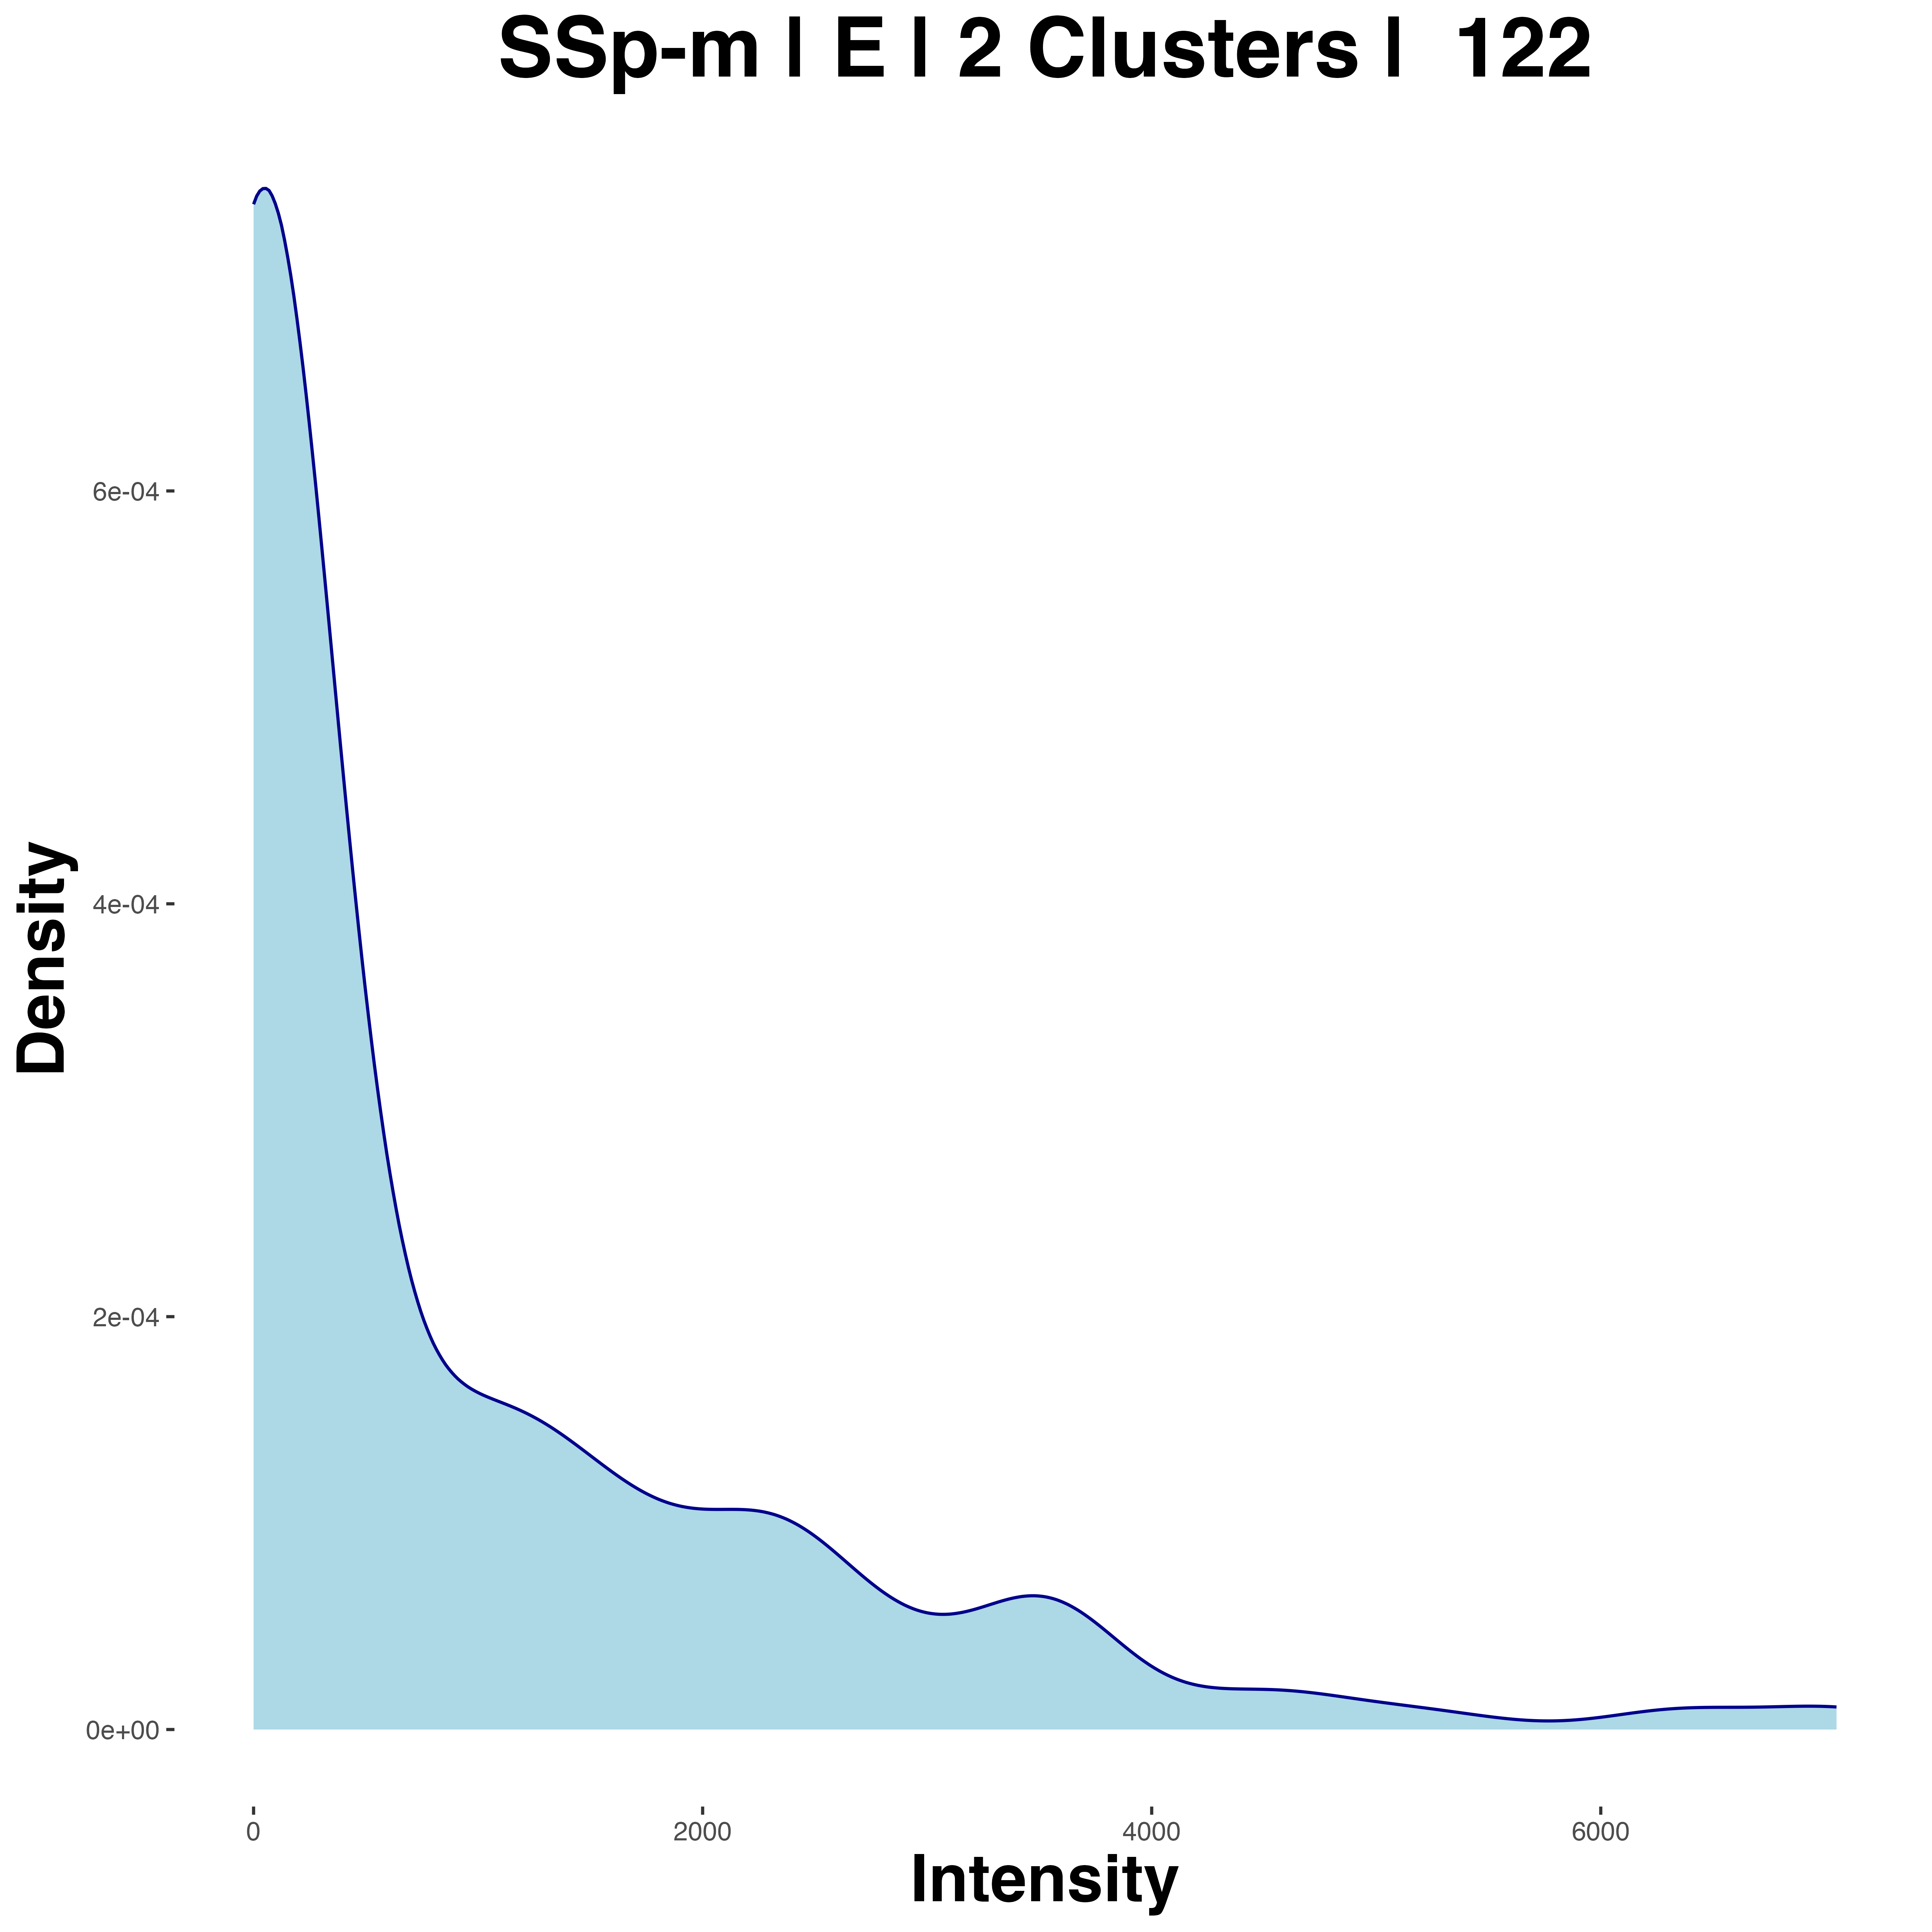 SSp-m | E | 2 Clusters |  122
Density
6e-04
4e-04
2e-04
0e+00
0
2000
4000
6000
Intensity